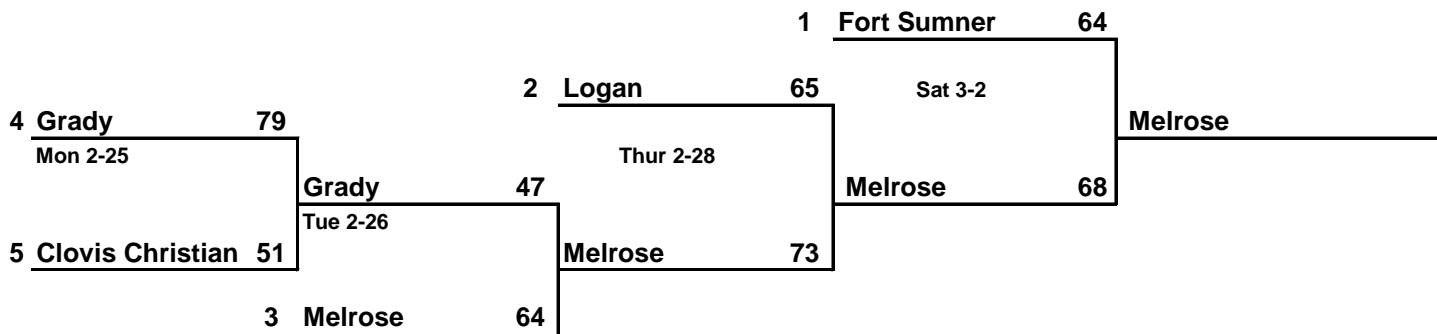 1 Fort Sumner 64
2 Logan 65 Sat 3-2
4 Grady 79 Melrose
Mon 2-25 Thur 2-28
Grady 47 Melrose 68
Tue 2-26
5 Clovis Christian 51 Melrose 73
3 Melrose 64